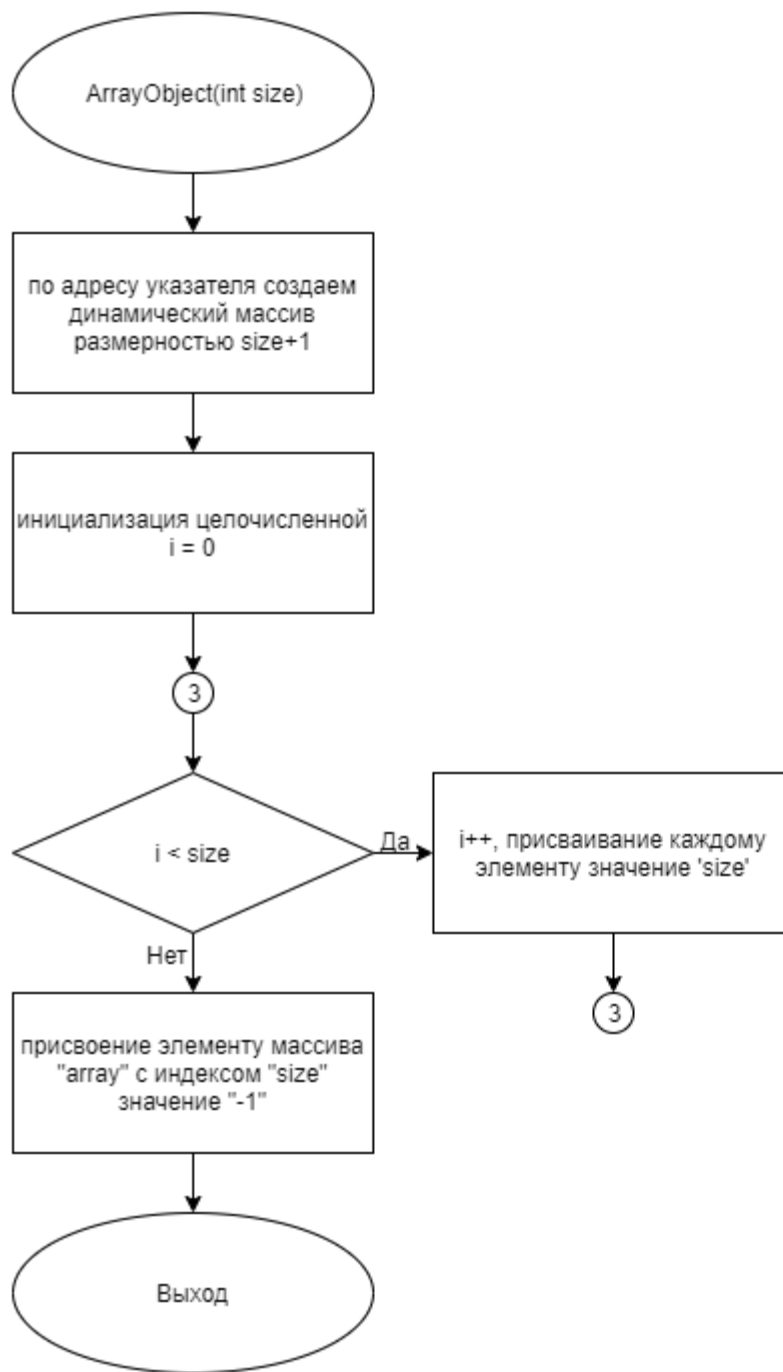 ArrayObject(int size)
по адресу указателя создаем
динамический массив
размерностью size+1
инициализация целочисленной
i = 0
3
i < size
Да
i++, присваивание каждому
элементу значение 'size'
Нет
3
присвоение элементу массива
"array" с индексом "size"
значение "-1"
Выход